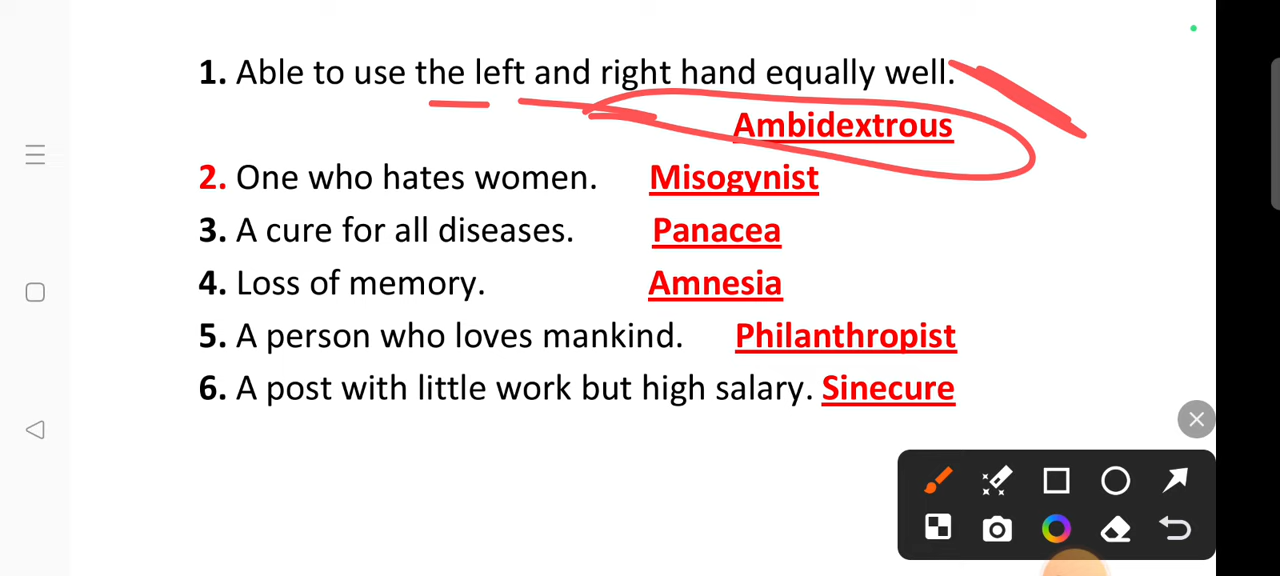 1. Able to use the left and right hand equally well.
Ambidextrous
2. One who hates women. Misogynist
3. A cure for all diseases. Panacea
4. Loss of memory. Amnesia
5. A person who loves mankind. Philanthropist
6. A post with little work but high salary. Sinecure